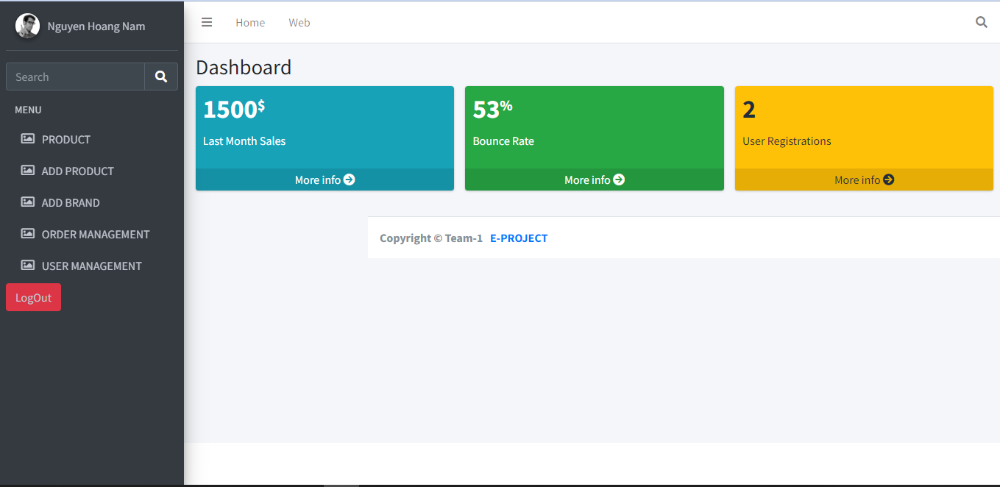 Nguyen Hoang Nam
Search
MENU
PRODUCT
ADD PRODUCT
ADD BRAND
ORDER MANAGEMENT
USER MANAGEMENT
LogOut
Home Web
Dashboard
1500$
Last Month Sales
More info
53%
Bounce Rate
More info
2
User Registrations
More info
Copyright © Team-1 E-PROJECT